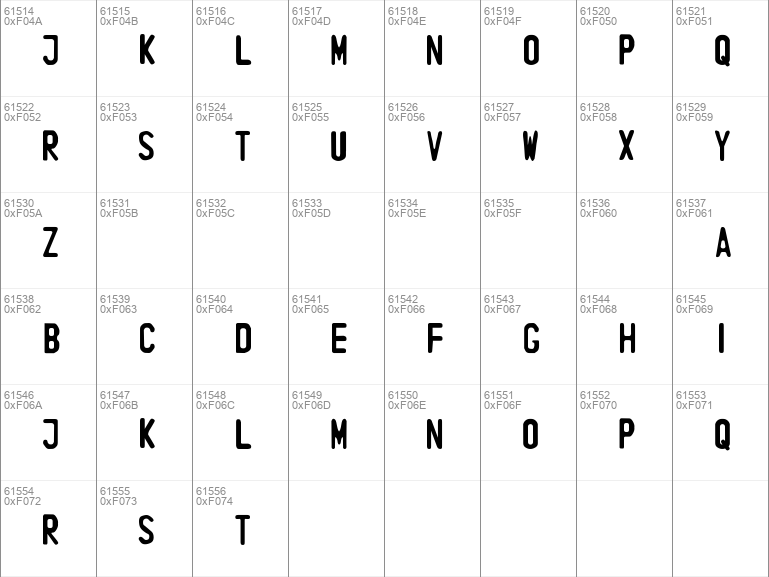 61514 61515 61516 61517 61518 61519 61520 61521
0xF04A 0xF04B 0xF04C 0xF04D 0xF04E 0xF04F 0xF050 0xF051
J K L M N O P Q
61522 61523 61524 61525 61526 61527 61528 61529
0xF052 0xF053 0xF054 0xF055 0xF056 0xF057 0xF058 0xF059
R S T U V W X Y
61530 61531 61532 61533 61534 61535 61536 61537
0xF05A 0xF05B 0xF05C 0xF05D 0xF05E 0xF05F 0xF060 0xF061
Z A
61538 61539 61540 61541 61542 61543 61544 61545
0xF062 0xF063 0xF064 0xF065 0xF066 0xF067 0xF068 0xF069
B C D E F G H I
61546 61547 61548 61549 61550 61551 61552 61553
0xF06A 0xF06B 0xF06C 0xF06D 0xF06E 0xF06F 0xF070 0xF071
J K L M N O P Q
61554 61555 61556
0xF072 0xF073 0xF074
R S T